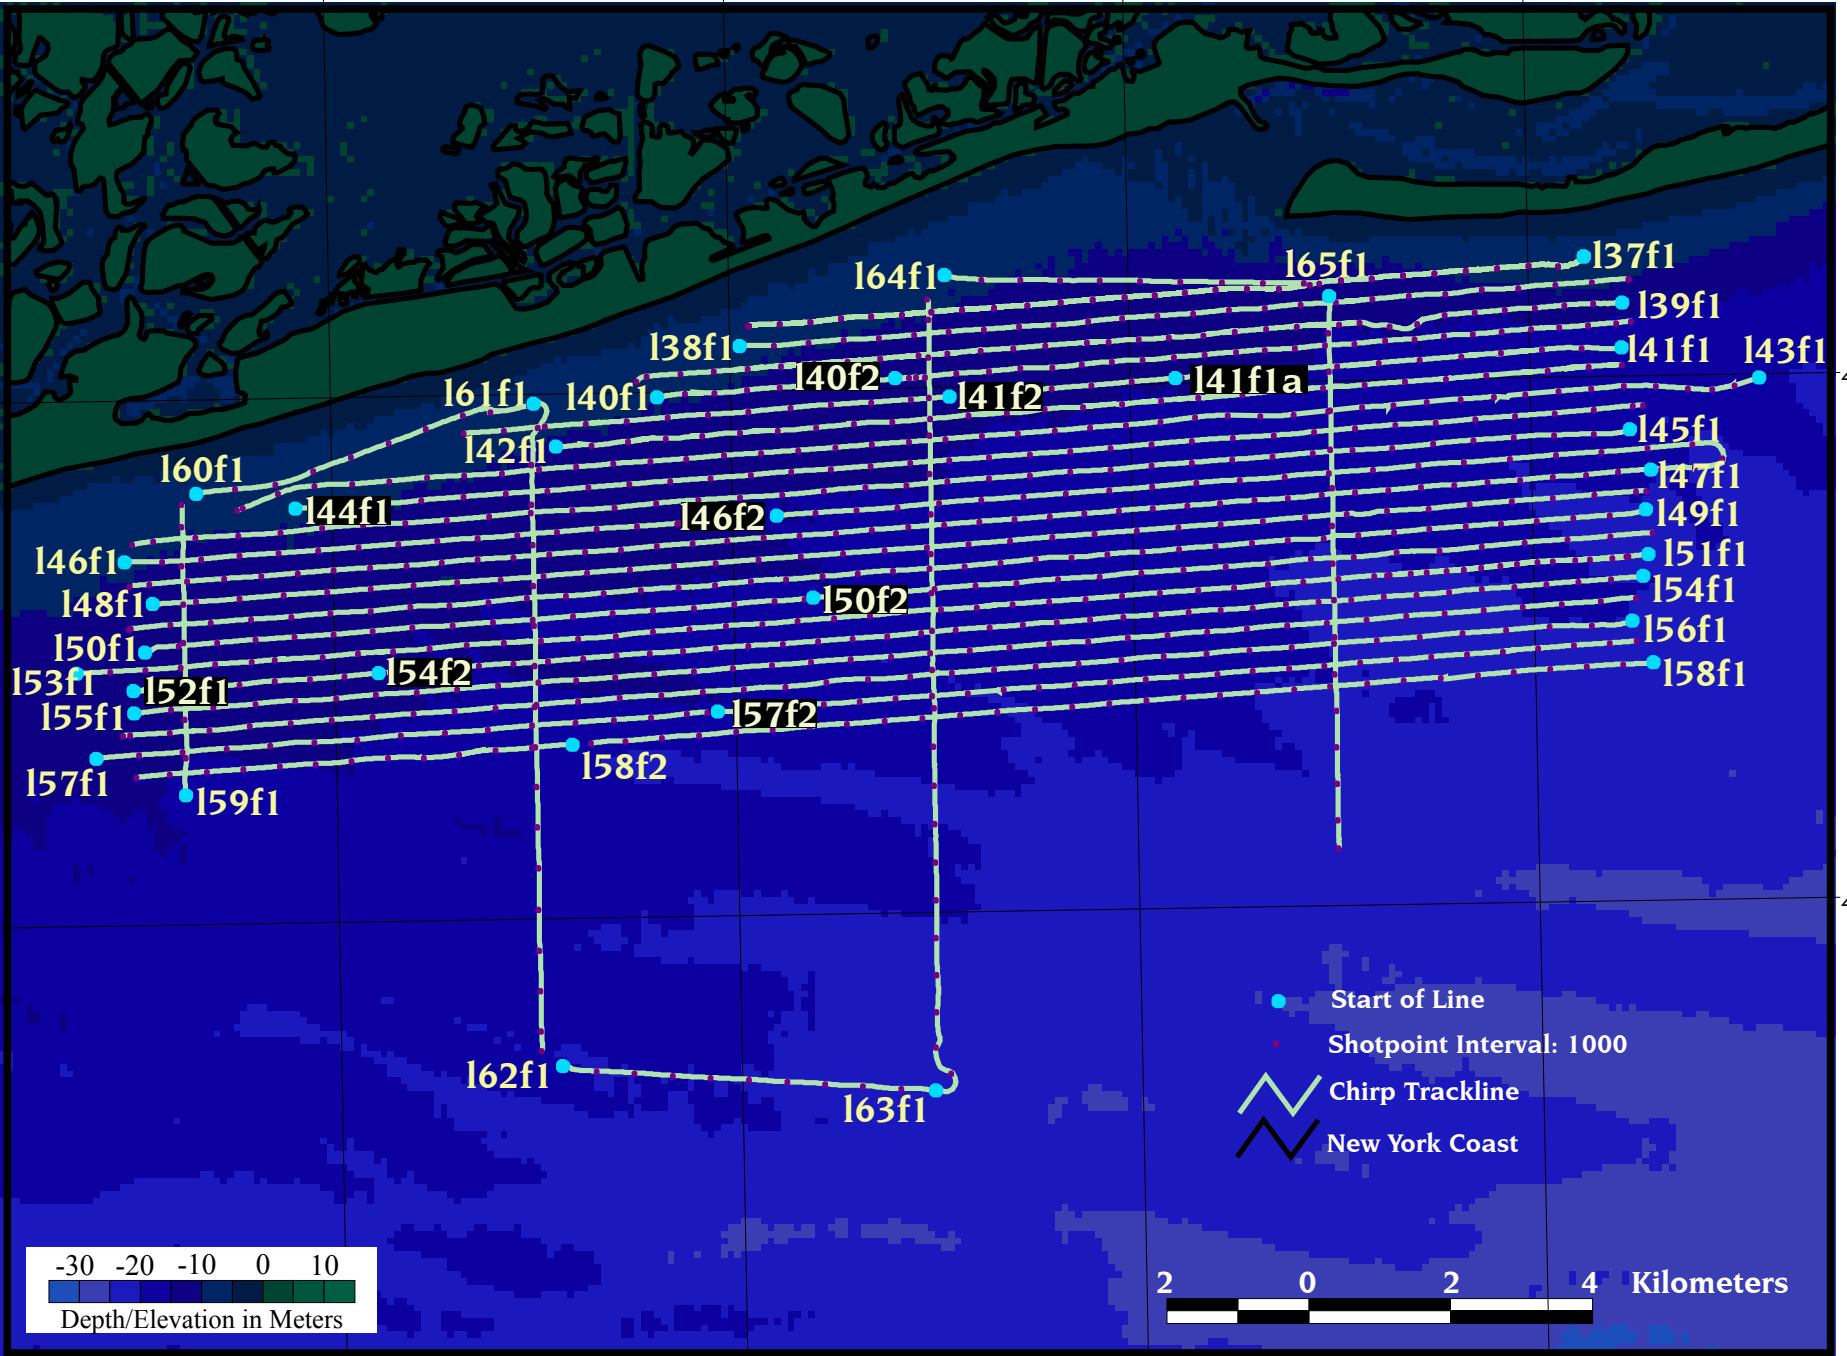 l37f1
l65f1
l64f1
l39f1
l38f1
l41f1
l43f1
l40f2
l41f1a
l61f1
l40f1
l41f2
l45f1
l42f1
l60f1
l47f1
l44f1
l46f2
l49f1
l46f1
l51f1
l54f1
l48f1
l50f2
l56f1
l50f1
l54f2
l58f1
l53f1
l52f1
l55f1
l57f2
l58f2
l57f1
l59f1
Start of Line
Shotpoint Interval: 1000
l62f1
Chirp Trackline
l63f1
New York Coast
-30 -20 -10 0 10
Depth/Elevation in Meters
2 0 2 4 Kilometers